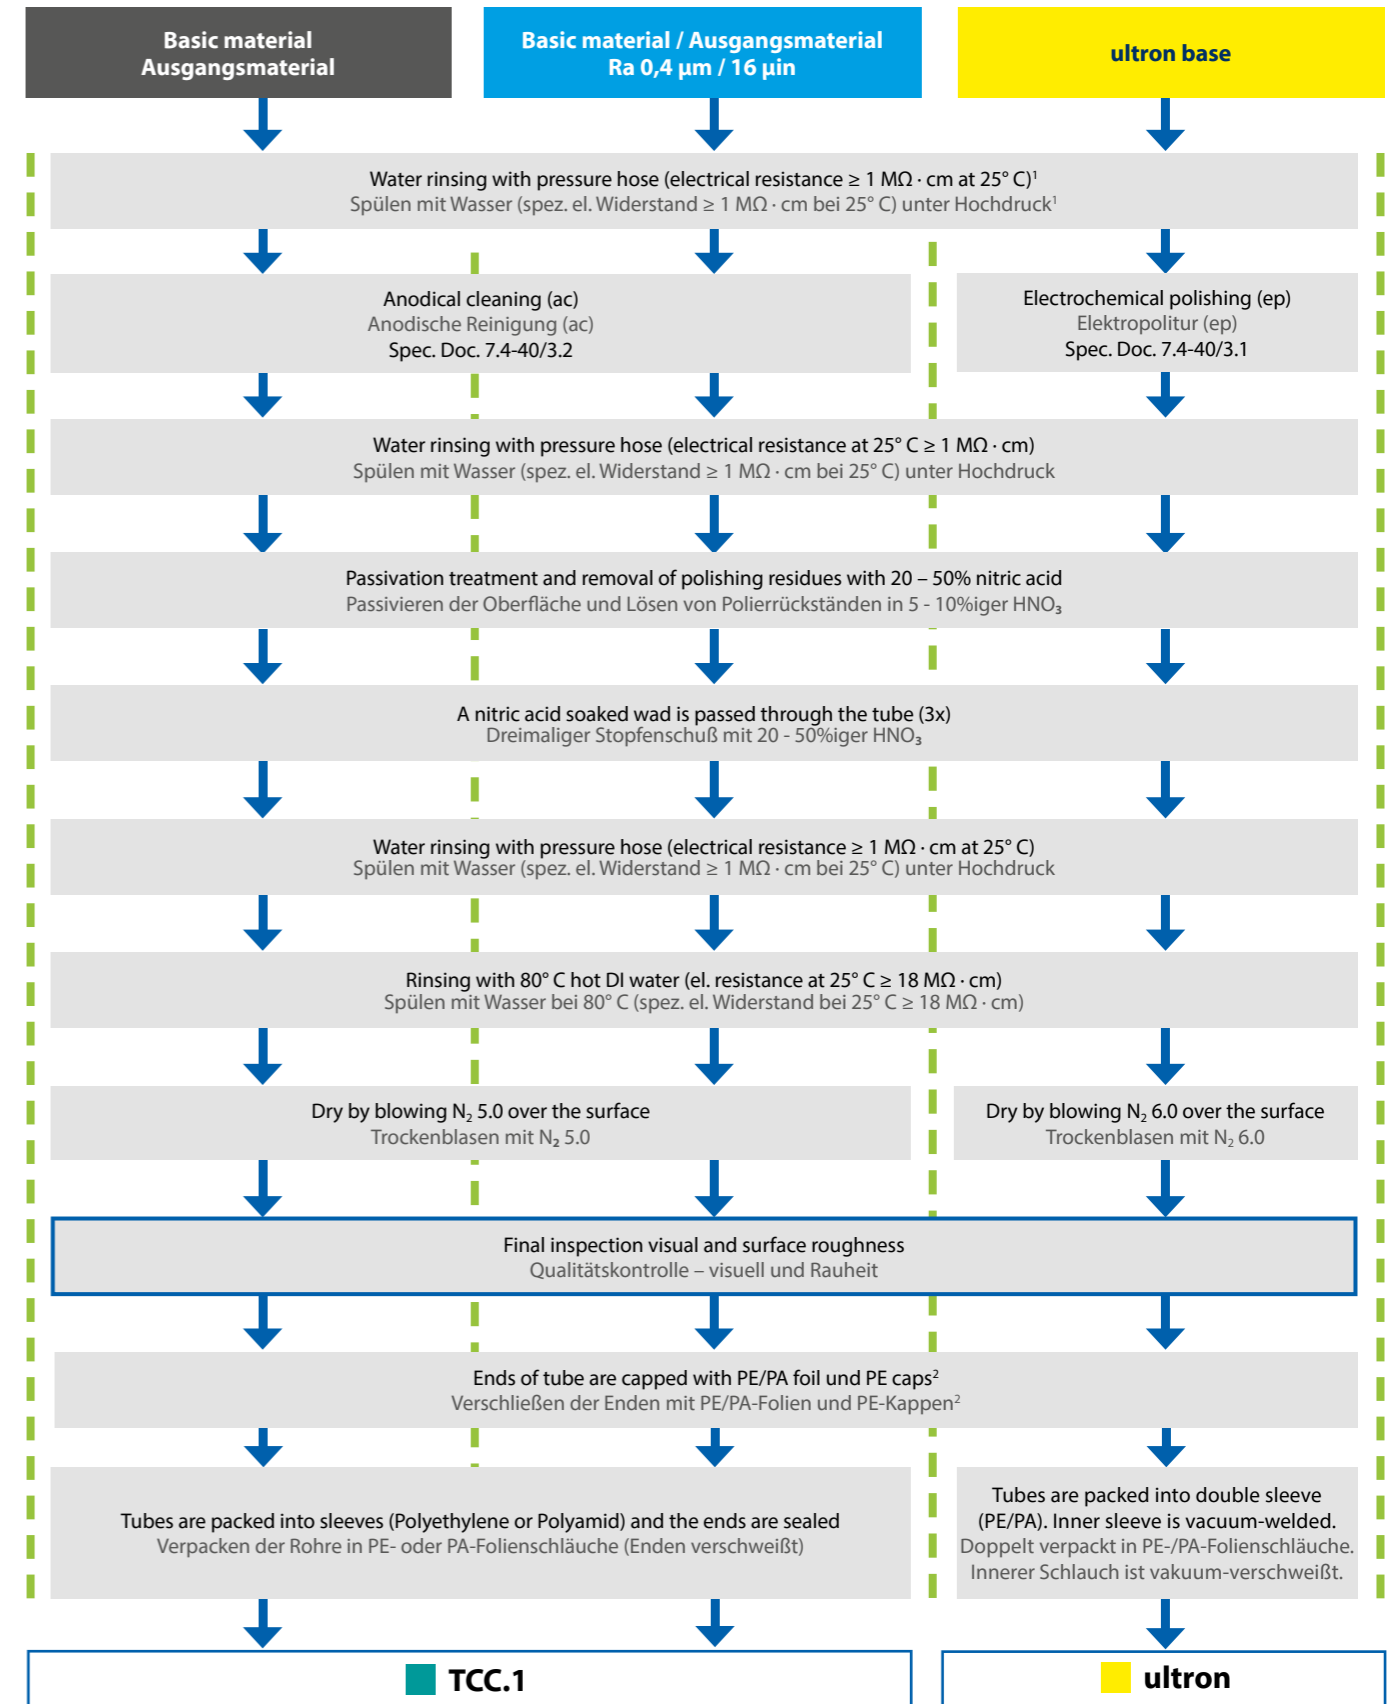 Basic material
Ausgangsmaterial
Basic material / Ausgangsmaterial
Ra 0,4 µm / 16 µin
ultron base
Water rinsing with pressure hose (electrical resistance ≥ 1 MΩ · cm at 25° C)¹
Spülen mit Wasser (spez. el. Widerstand ≥ 1 MΩ · cm bei 25° C) unter Hochdruck¹
Anodical cleaning (ac)
Anodische Reinigung (ac)
Spec. Doc. 7.4-40/3.2
Electrochemical polishing (ep)
Elektropolitur (ep)
Spec. Doc. 7.4-40/3.1
Water rinsing with pressure hose (electrical resistance at 25° C ≥ 1 MΩ · cm)
Spülen mit Wasser (spez. el. Widerstand ≥ 1 MΩ · cm bei 25° C) unter Hochdruck
Passivation treatment and removal of polishing residues with 20 – 50% nitric acid
Passivieren der Oberfläche und Lösen von Polierrückständen in 5 - 10%iger HNO₃
A nitric acid soaked wad is passed through the tube (3x)
Dreimaliger Stopfenschuß mit 20 - 50%iger HNO₃
Water rinsing with pressure hose (electrical resistance ≥ 1 MΩ · cm at 25° C)
Spülen mit Wasser (spez. el. Widerstand ≥ 1 MΩ · cm bei 25° C) unter Hochdruck
Rinsing with 80° C hot DI water (el. resistance at 25° C ≥ 18 MΩ · cm)
Spülen mit Wasser bei 80° C (spez. el. Widerstand bei 25° C ≥ 18 MΩ · cm)
Dry by blowing N₂ 5.0 over the surface
Trockenblasen mit N₂ 5.0
Dry by blowing N₂ 6.0 over the surface
Trockenblasen mit N₂ 6.0
Final inspection visual and surface roughness
Qualitätskontrolle – visuell und Rauheit
Ends of tube are capped with PE/PA foil und PE caps²
Verschließen der Enden mit PE/PA-Folien und PE-Kappen²
Tubes are packed into sleeves (Polyethylene or Polyamid) and the ends are sealed
Verpacken der Rohre in PE- oder PA-Folienschläuche (Enden verschweißt)
Tubes are packed into double sleeve
(PE/PA). Inner sleeve is vacuum-welded.
Doppelt verpackt in PE-/PA-Folienschläuche.
Innerer Schlauch ist vakuum-verschweißt.
TCC.1
ultron